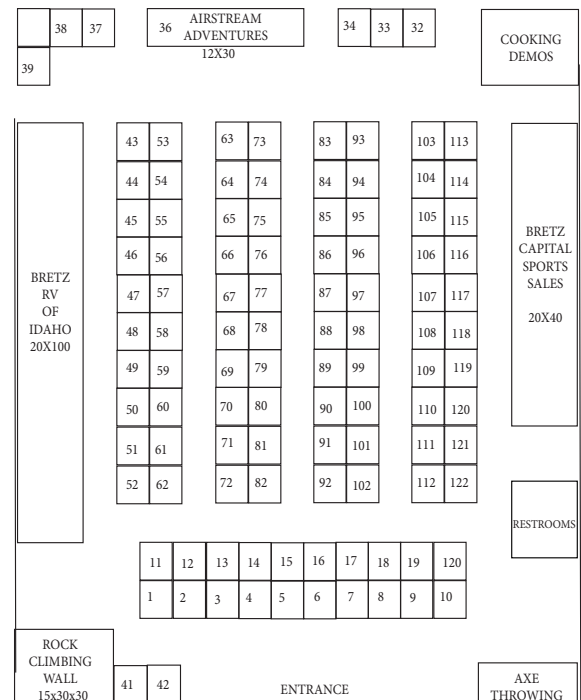 38 37
36 AIRSTREAM
ADVENTURES
12X30
34 33 32
COOKING
DEMOS
39
43 53 63 73 83 93 103 113
44 54 64 74 84 94 104 114
45 55 65 75 85 95 105 115
46 56 66 76 86 96 106 116
47 57 67 77 87 97 107 117
48 58 68 78 88 98 108 118
49 59 69 79 89 99 109 119
50 60 70 80 90 100 110 120
51 61 71 81 91 101 111 121
52 62 72 82 92 102 112 122
BRETZ
RV
OF
IDAHO
20X100
BRETZ
CAPITAL
SPORTS
SALES
20X40
RESTROOMS
11 12 13 14 15 16 17 18 19 120
1 2 3 4 5 6 7 8 9 10
ROCK
CLIMBING
WALL
15x30x30
41 42
ENTRANCE
AXE
THROWING